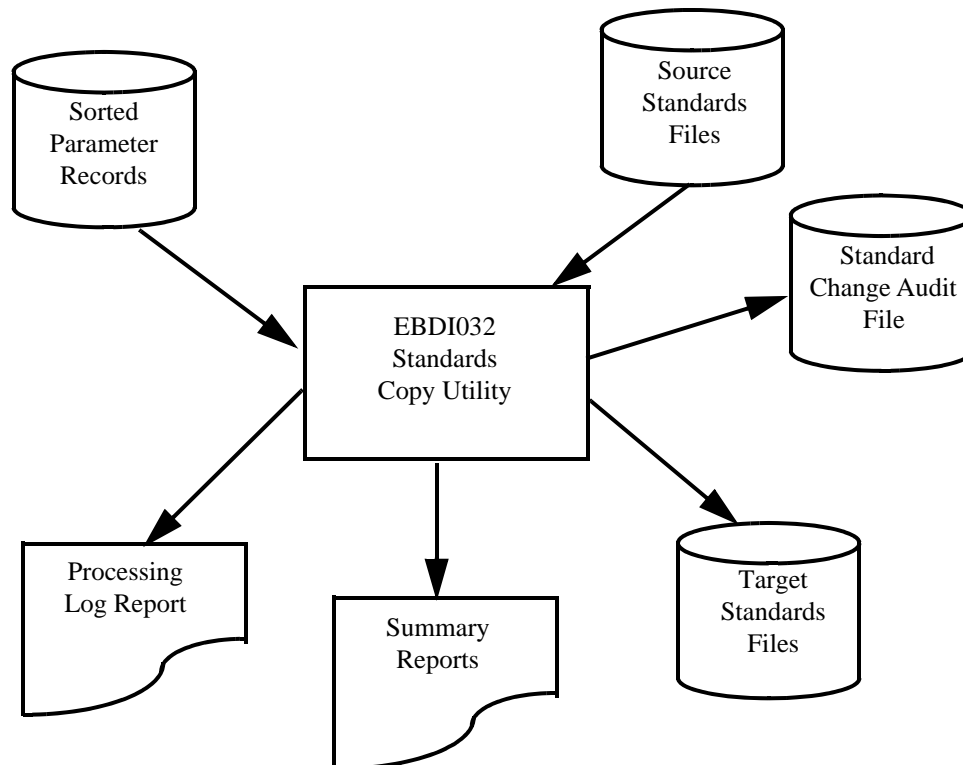 Sorted
Parameter
Records
Source
Standards
Files
Standard
Change Audit
File
EBDI032
Standards
Copy Utility
Processing
Log Report
Summary
Reports
Target
Standards
Files